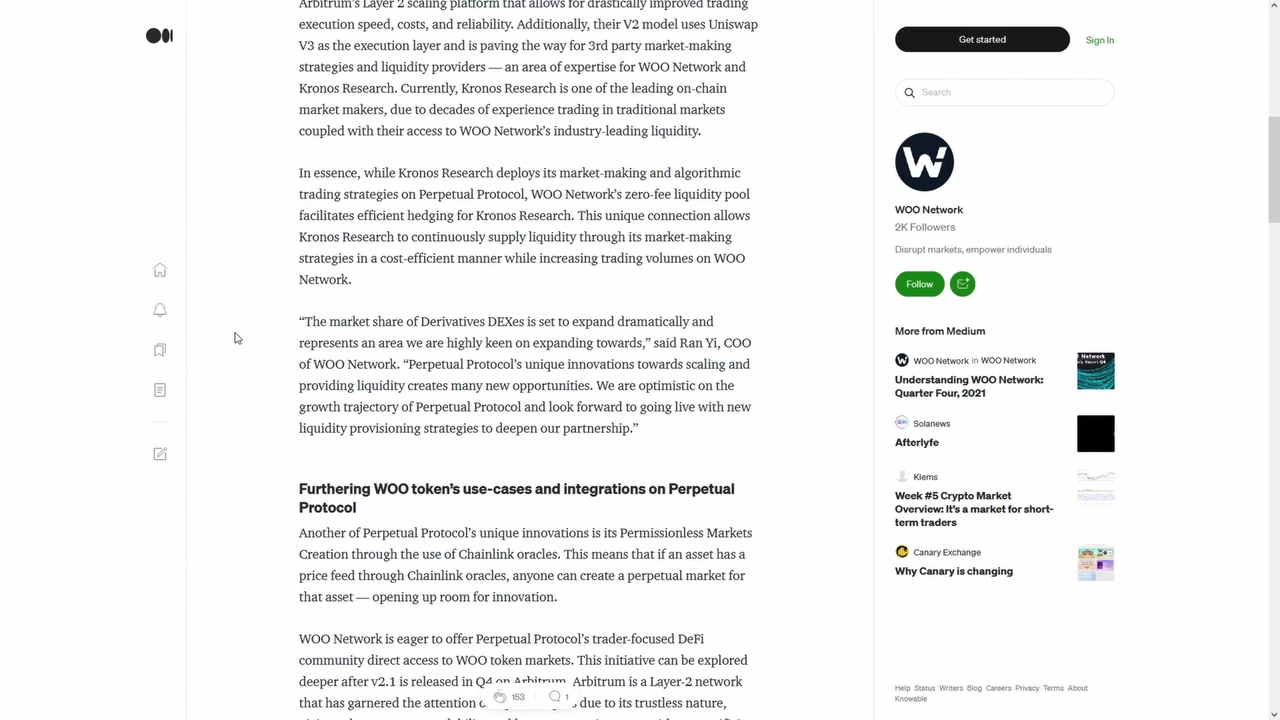 Arbitrum's Layer 2 scaling platform that allows for drastically improved trading
execution speed, costs, and reliability. Additionally, their V2 model uses Uniswap
V3 as the execution layer and is paving the way for 3rd party market-making
strategies and liquidity providers — an area of expertise for WOO Network and
Kronos Research. Currently, Kronos Research is one of the leading on-chain
market makers, due to decades of experience trading in traditional markets
coupled with their access to WOO Network's industry-leading liquidity.
In essence, while Kronos Research deploys its market-making and algorithmic
trading strategies on Perpetual Protocol, WOO Network's zero-fee liquidity pool
facilitates efficient hedging for Kronos Research. This unique connection allows
Kronos Research to continuously supply liquidity through its market-making
strategies in a cost-efficient manner while increasing trading volumes on WOO
Network.
“The market share of Derivatives DEXes is set to expand dramatically and
represents an area we are highly keen on expanding towards,” said Ran Yi, COO
of WOO Network. “Perpetual Protocol's unique innovations towards scaling and
providing liquidity creates many new opportunities. We are optimistic on the
growth trajectory of Perpetual Protocol and look forward to going live with new
liquidity provisioning strategies to deepen our partnership.”
Furthering WOO token's use-cases and integrations on Perpetual
Protocol
Another of Perpetual Protocol's unique innovations is its Permissionless Markets
Creation through the use of Chainlink oracles. This means that if an asset has a
price feed through Chainlink oracles, anyone can create a perpetual market for
that asset — opening up room for innovation.
WOO Network is eager to offer Perpetual Protocol's trader-focused DeFi
community direct access to WOO token markets. This initiative can be explored
deeper after v2.1 is released in Q4 on Arbitrum. Arbitrum is a Layer-2 network
that has garnered the attention due to its trustless nature,
153
1
Get started
Sign In
Search
W
WOO Network
2K Followers
Disrupt markets, empower individuals
Follow
More from Medium
WOO Network in WOO Network
Understanding WOO Network:
Quarter Four, 2021
Solanews
Afterlyfe
Klems
Week #5 Crypto Market
Overview: It's a market for short-
term traders
Canary Exchange
Why Canary is changing
Help Status Writers Blog Careers Privacy Terms About
Knowable